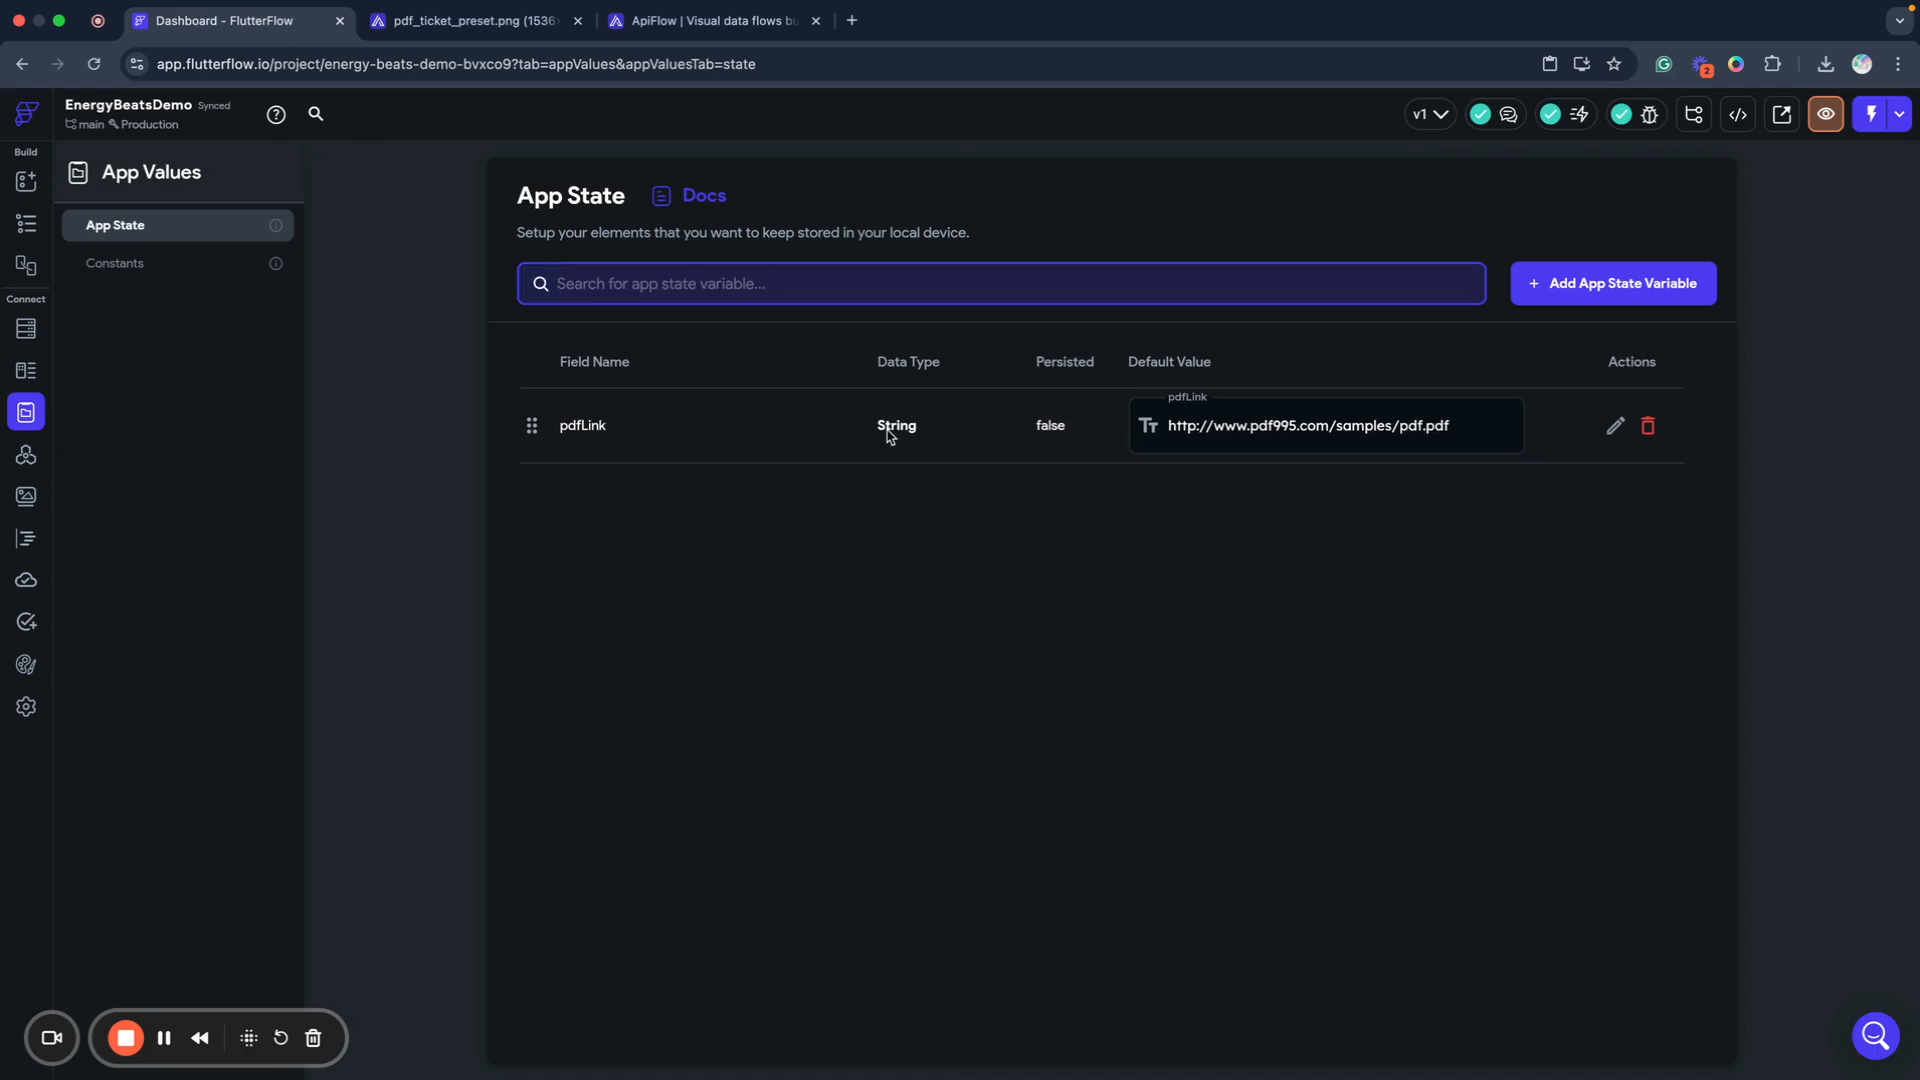 Dashboard - FlutterFlow
pdf_ticket_preset.png (1536
ApiFlow | Visual data flows bu
app.flutterflow.io/project/energy-beats-demo-bvxco9?tab=appValues&appValuesTab=state
2
EnergyBeatsDemo Synced
main Production
v1
Build
Connect
App Values
App State
Constants
App State
Docs
Setup your elements that you want to keep stored in your local device.
Search for app state variable...
+ Add App State Variable
Field Name Data Type Persisted Default Value Actions
pdfLink
pdfLink String false Tт http://www.pdf995.com/samples/pdf.pdf